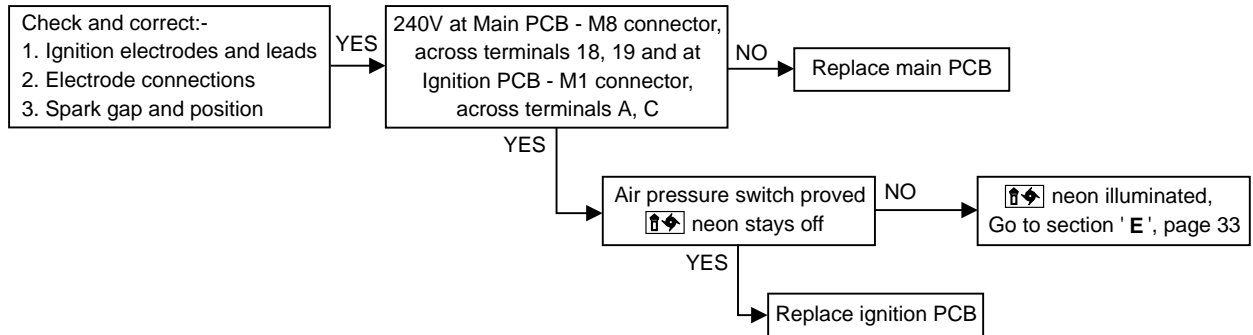 Check and correct:-
1. Ignition electrodes and leads
2. Electrode connections
3. Spark gap and position
YES
240V at Main PCB - M8 connector,
across terminals 18, 19 and at
Ignition PCB - M1 connector,
across terminals A, C
NO
Replace main PCB
YES
Air pressure switch proved
neon stays off
NO
neon illuminated,
Go to section ' E ', page 33
YES
Replace ignition PCB